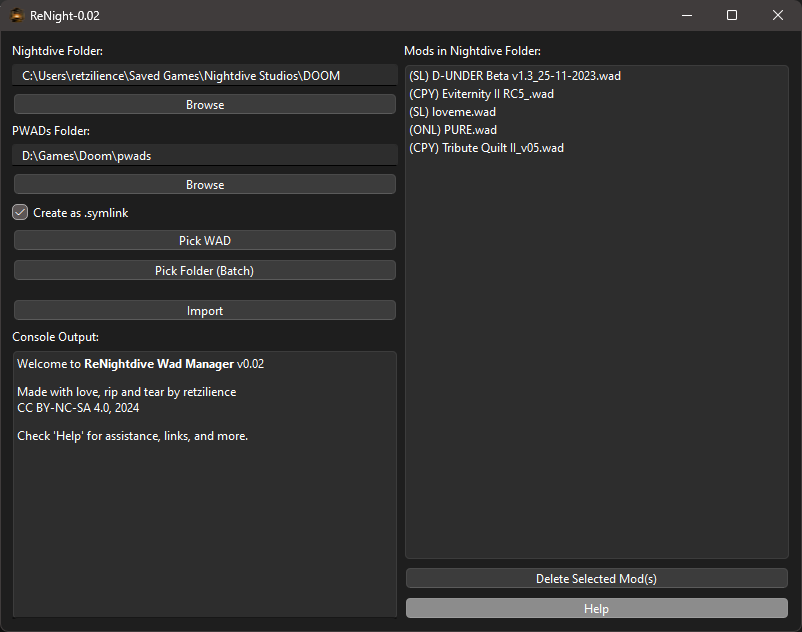 ReNight-0.02
Nightdive Folder:
C:\Users\retzilience\Saved Games\Nightdive Studios\DOOM
Browse
PWADs Folder:
D:\Games\Doom\pwads
Browse
Create as .symlink
Pick WAD
Pick Folder (Batch)
Import
Console Output:
Welcome to ReNightdive Wad Manager v0.02
Made with love, rip and tear by retzilience
CC BY-NC-SA 4.0, 2024
Check 'Help' for assistance, links, and more.
Mods in Nightdive Folder:
(SL) D-UNDER Beta v1.3_25-11-2023.wad
(CPY) Eviternity II RC5_.wad
(SL) loveme.wad
(ONL) PURE.wad
(CPY) Tribute Quilt II_v05.wad
Delete Selected Mod(s)
Help